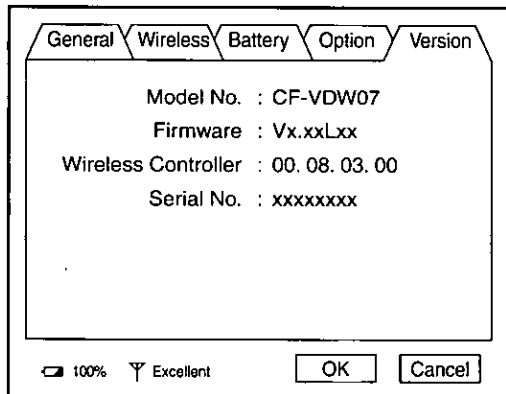 General Wireless Battery Option Version
Model No. : CF-VDW07
Firmware : Vx.xxLxx
Wireless Controller : 00. 08. 03. 00
Serial No. : xxxxxxxx
100% Excellent OK Cancel